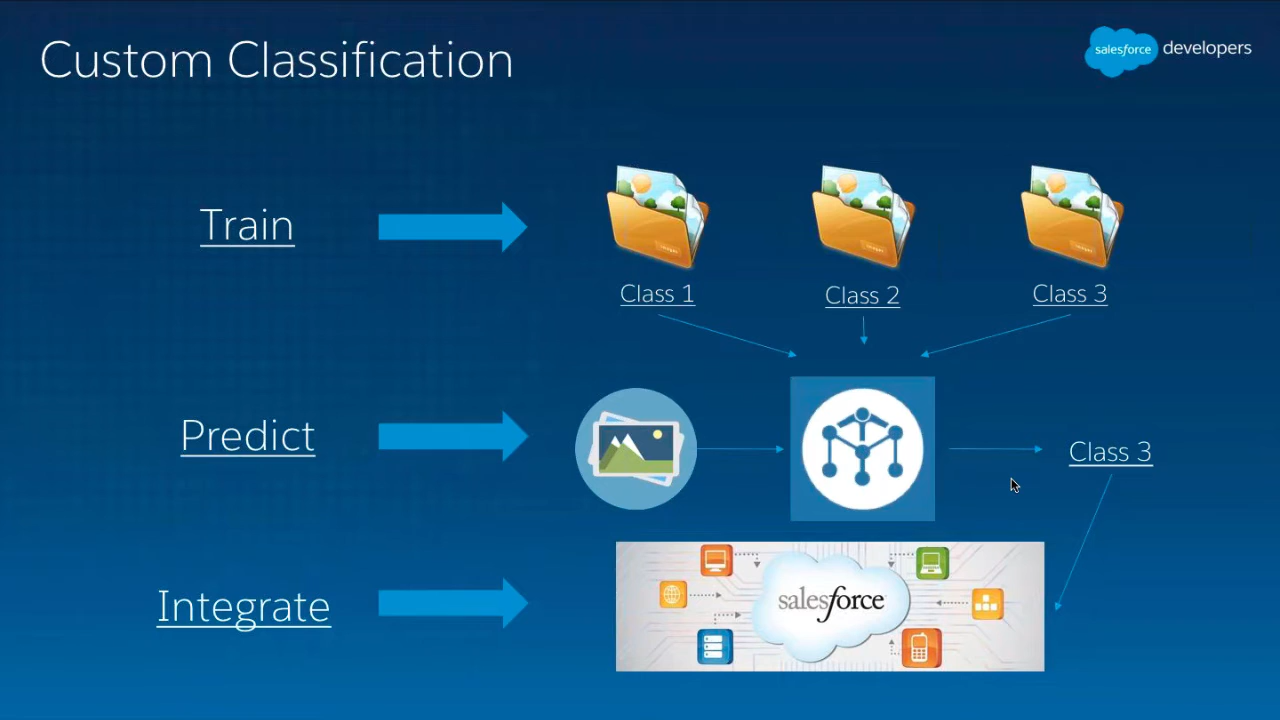 Custom Classification
salesforce developers
Train
Class 1
Class 2
Class 3
Predict
Class 3
Integrate
salesforce